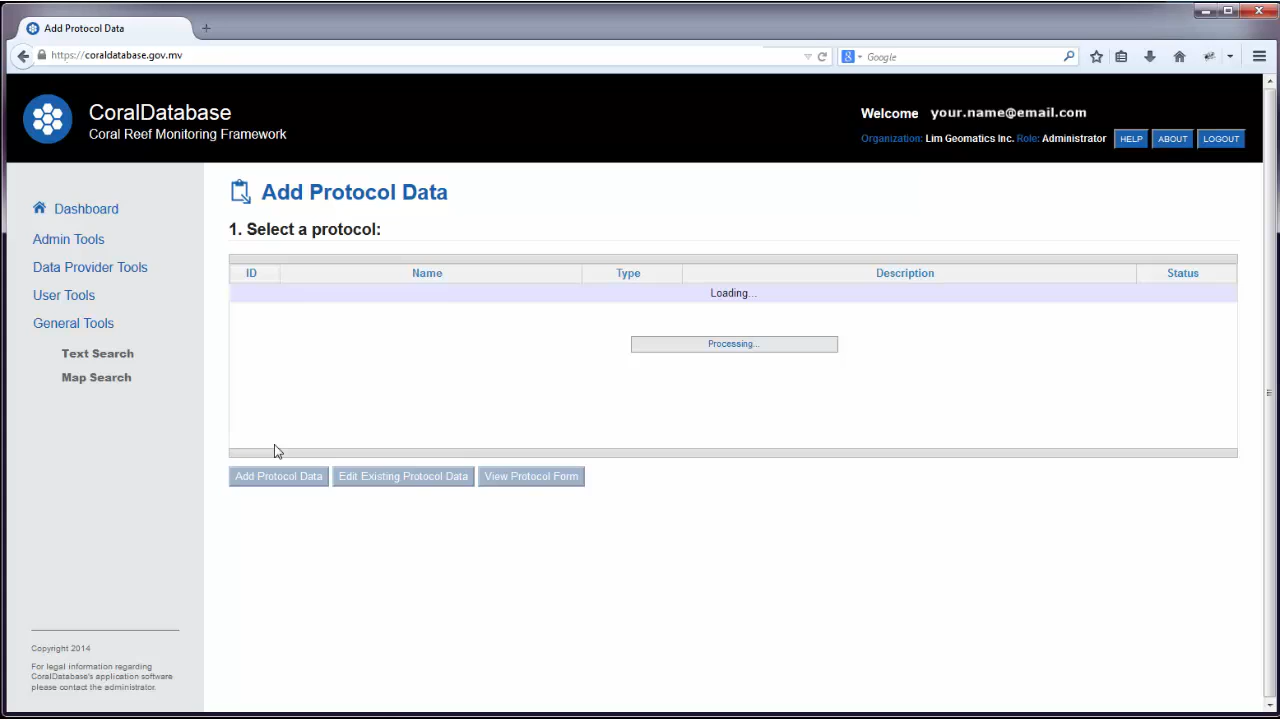 Add Protocol Data
https://coraldatabase.gov.mv
Google
CoralDatabase
Coral Reef Monitoring Framework
Welcome your.name@email.com
Organization: Lim Geomatics Inc. Role: Administrator
HELP
ABOUT
LOGOUT
Dashboard
Admin Tools
Data Provider Tools
User Tools
General Tools
Text Search
Map Search
Add Protocol Data
1. Select a protocol:
ID Name Type Description Status
Loading...
Processing...
Add Protocol Data
Edit Existing Protocol Data
View Protocol Form
Copyright 2014
For legal information regarding
CoralDatabase's application software
please contact the administrator.